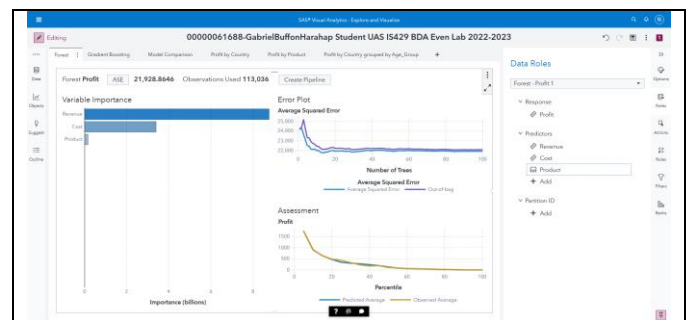 SAS® Visual Analytics - Explore and Visualize
Editing
00000061688-GabrielBuffonHarahap Student UAS IS429 BDA Even Lab 2022-2023
Forest
Gradient Boosting
Model Comparison
Profit by Country
Profit by Product
Profit by Country grouped by Age_Group
+
Data
Objects
Suggest
Outline
Forest Profit ASE 21,928.8646 Observations Used 113,036 Create Pipeline
Variable Importance
Revenue
Cost
Product
0 2 4 6 8
Importance (billions)
Error Plot
Average Squared Error
25,000
24,000
23,000
22,000
0 20 40 60 80 100
Number of Trees
Average Squared Error
Average Squared Error Out-of-bag
Assessment
Profit
1500
1000
500
0
0 20 40 60 80 100
Percentile
Predicted Average Observed Average
Data Roles
Forest - Profit 1
Response
Profit
Predictors
Revenue
Cost
Product
+ Add
Partition ID
+ Add
Options
Roles
Actions
Rules
Filters
Ranks